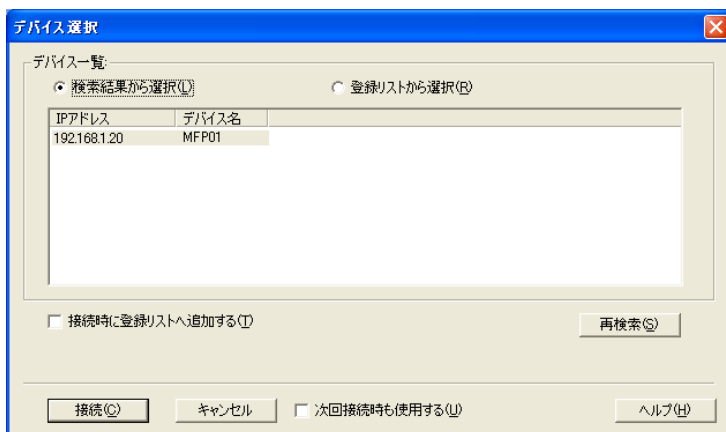 デバイス選択
デバイス一覧:
検索結果から選択(L) 登録リストから選択(R)
IPアドレス デバイス名
192.168.1.20 MFP01
接続時に登録リストへ追加する(T) 再検索(S)
接続(C) キャンセル 次回接続時も使用する(U) ヘルプ(H)